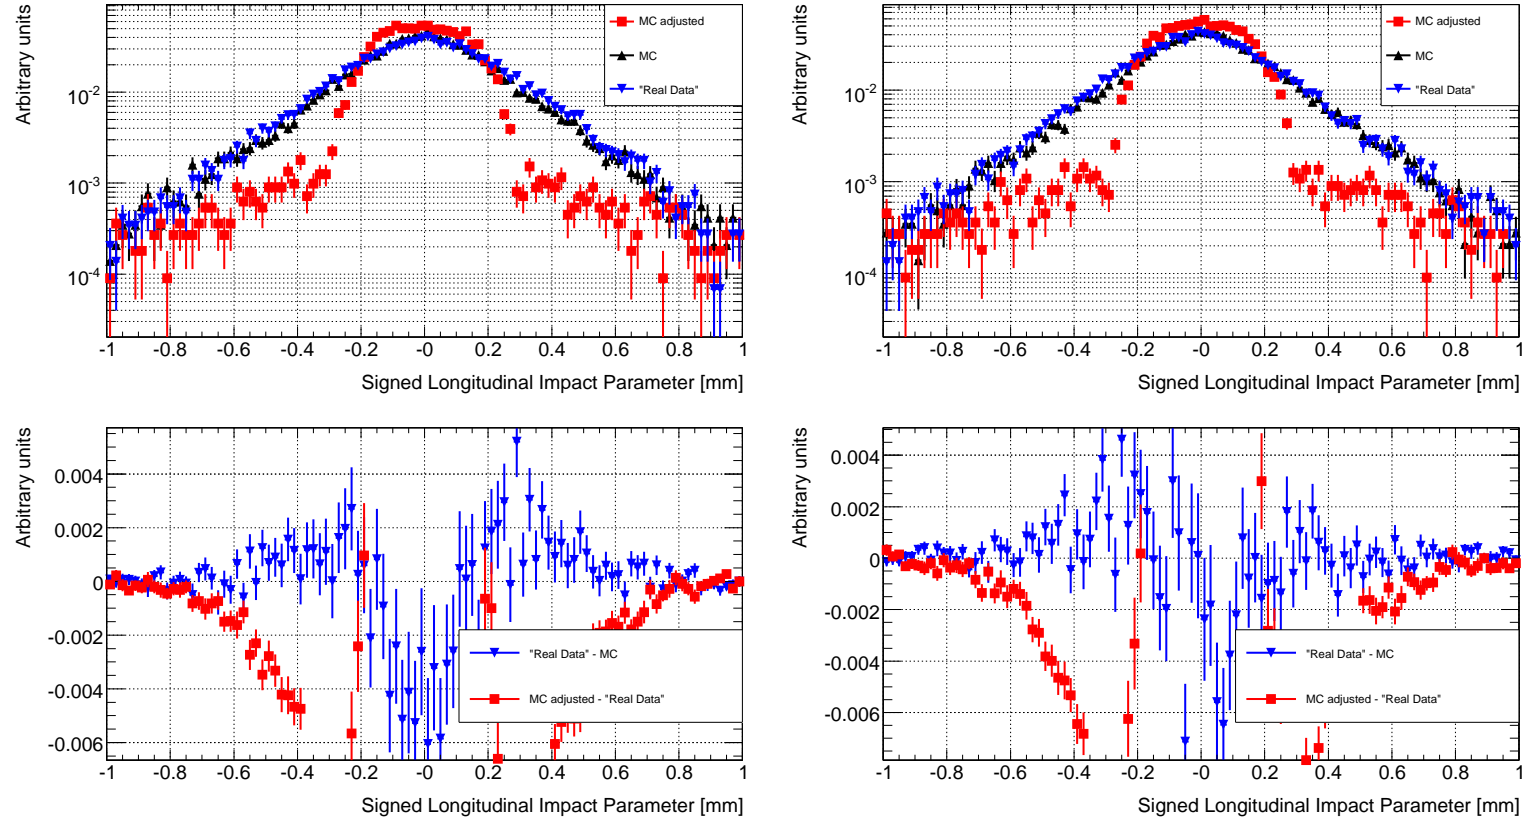 Arbitrary units
MC adjusted
MC
"Real Data"
10-2
10-3
10-4
-1 -0.8 -0.6 -0.4 -0.2 -0 0.2 0.4 0.6 0.8 1
Signed Longitudinal Impact Parameter [mm]
Arbitrary units
MC adjusted
MC
"Real Data"
10-2
10-3
10-4
-1 -0.8 -0.6 -0.4 -0.2 -0 0.2 0.4 0.6 0.8 1
Signed Longitudinal Impact Parameter [mm]
Arbitrary units
0.004
0.002
0
-0.002
-0.004
-0.006
"Real Data" - MC
MC adjusted - "Real Data"
-1 -0.8 -0.6 -0.4 -0.2 -0 0.2 0.4 0.6 0.8 1
Signed Longitudinal Impact Parameter [mm]
Arbitrary units
0.004
0.002
0
-0.002
-0.004
-0.006
"Real Data" - MC
MC adjusted - "Real Data"
-1 -0.8 -0.6 -0.4 -0.2 -0 0.2 0.4 0.6 0.8 1
Signed Longitudinal Impact Parameter [mm]